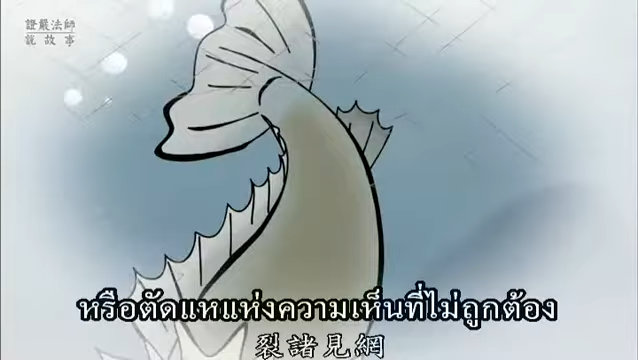 證嚴法師
說故事
หรือตัดแหแห่งความเห็นที่ไม่ถูกต้อง
裂諸見網